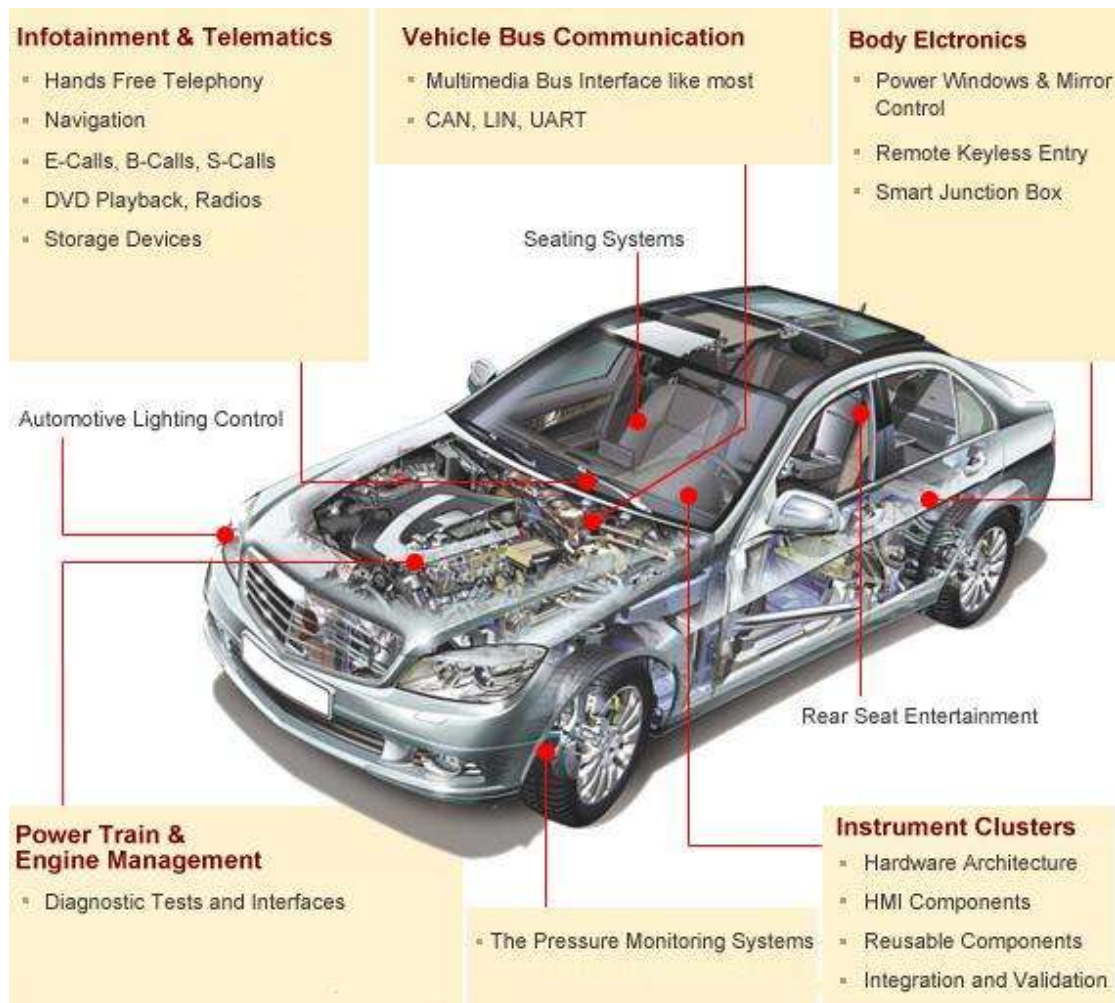 Infotainment & Telematics
Hands Free Telephony
Navigation
E-Calls, B-Calls, S-Calls
DVD Playback, Radios
Storage Devices
Vehicle Bus Communication
Multimedia Bus Interface like most
CAN, LIN, UART
Body Elctronics
Power Windows & Mirror
Control
Remote Keyless Entry
Smart Junction Box
Seating Systems
Automotive Lighting Control
Rear Seat Entertainment
Power Train &
Engine Management
Diagnostic Tests and Interfaces
The Pressure Monitoring Systems
Instrument Clusters
Hardware Architecture
HMI Components
Reusable Components
Integration and Validation